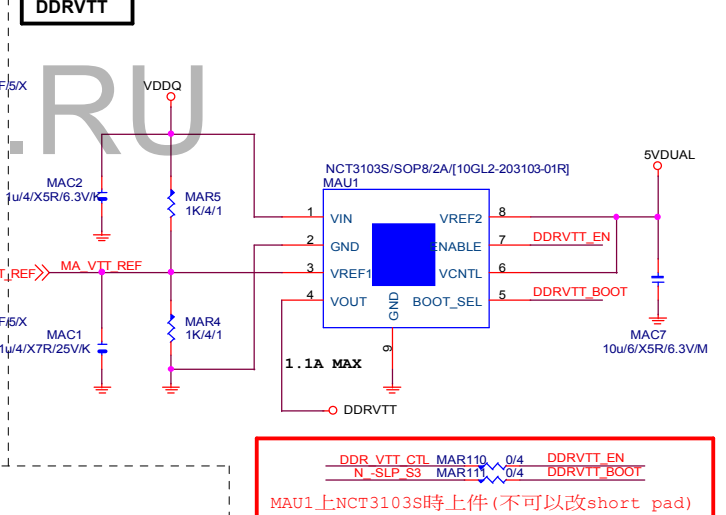 DDRVTT
.RU
F/5/X
VDDQ
NCT3103S/SOP8/2A/[10GL2-203103-01R]
MAU1
5VDUAL
MAC2
1u/4/X5R/6.3V/K
MAR5
1K/4/1
1 VIN VREF2 8
2 GND ENABLE 7 DDRVTT_EN
T_REF MA_VTT_REF 3 VREF1 VCNTL 6
4 VOUT BOOT_SEL 5 DDRVTT_BOOT
GND
9
F/5/X
MAC1
1u/4/X7R/25V/K
MAR4
1K/4/1
MAC7
10u/6/X5R/6.3V/M
1.1A MAX
DDRVTT
DDR_VTT_CTL MAR110 0/4 DDRVTT_EN
N_-SLP_S3 MAR111 0/4 DDRVTT_BOOT
MAU1上NCT3103S時上件(不可以改short pad)